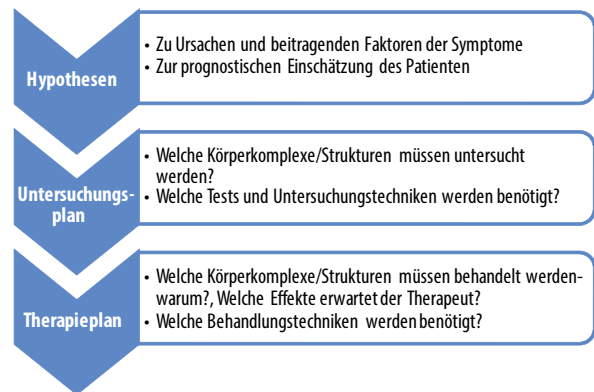 Hypothesen
• Zu Ursachen und beitragenden Faktoren der Symptome
• Zur prognostischen Einschätzung des Patienten
Untersuchungs-
plan
• Welche Körperkomplexe/Strukturen müssen untersucht
werden?
• Welche Tests und Untersuchungstechniken werden benötigt?
Therapieplan
• Welche Körperkomplexe/Strukturen müssen behandelt werden-
warum?, Welche Effekte erwartet der Therapeut?
• Welche Behandlungstechniken werden benötigt?